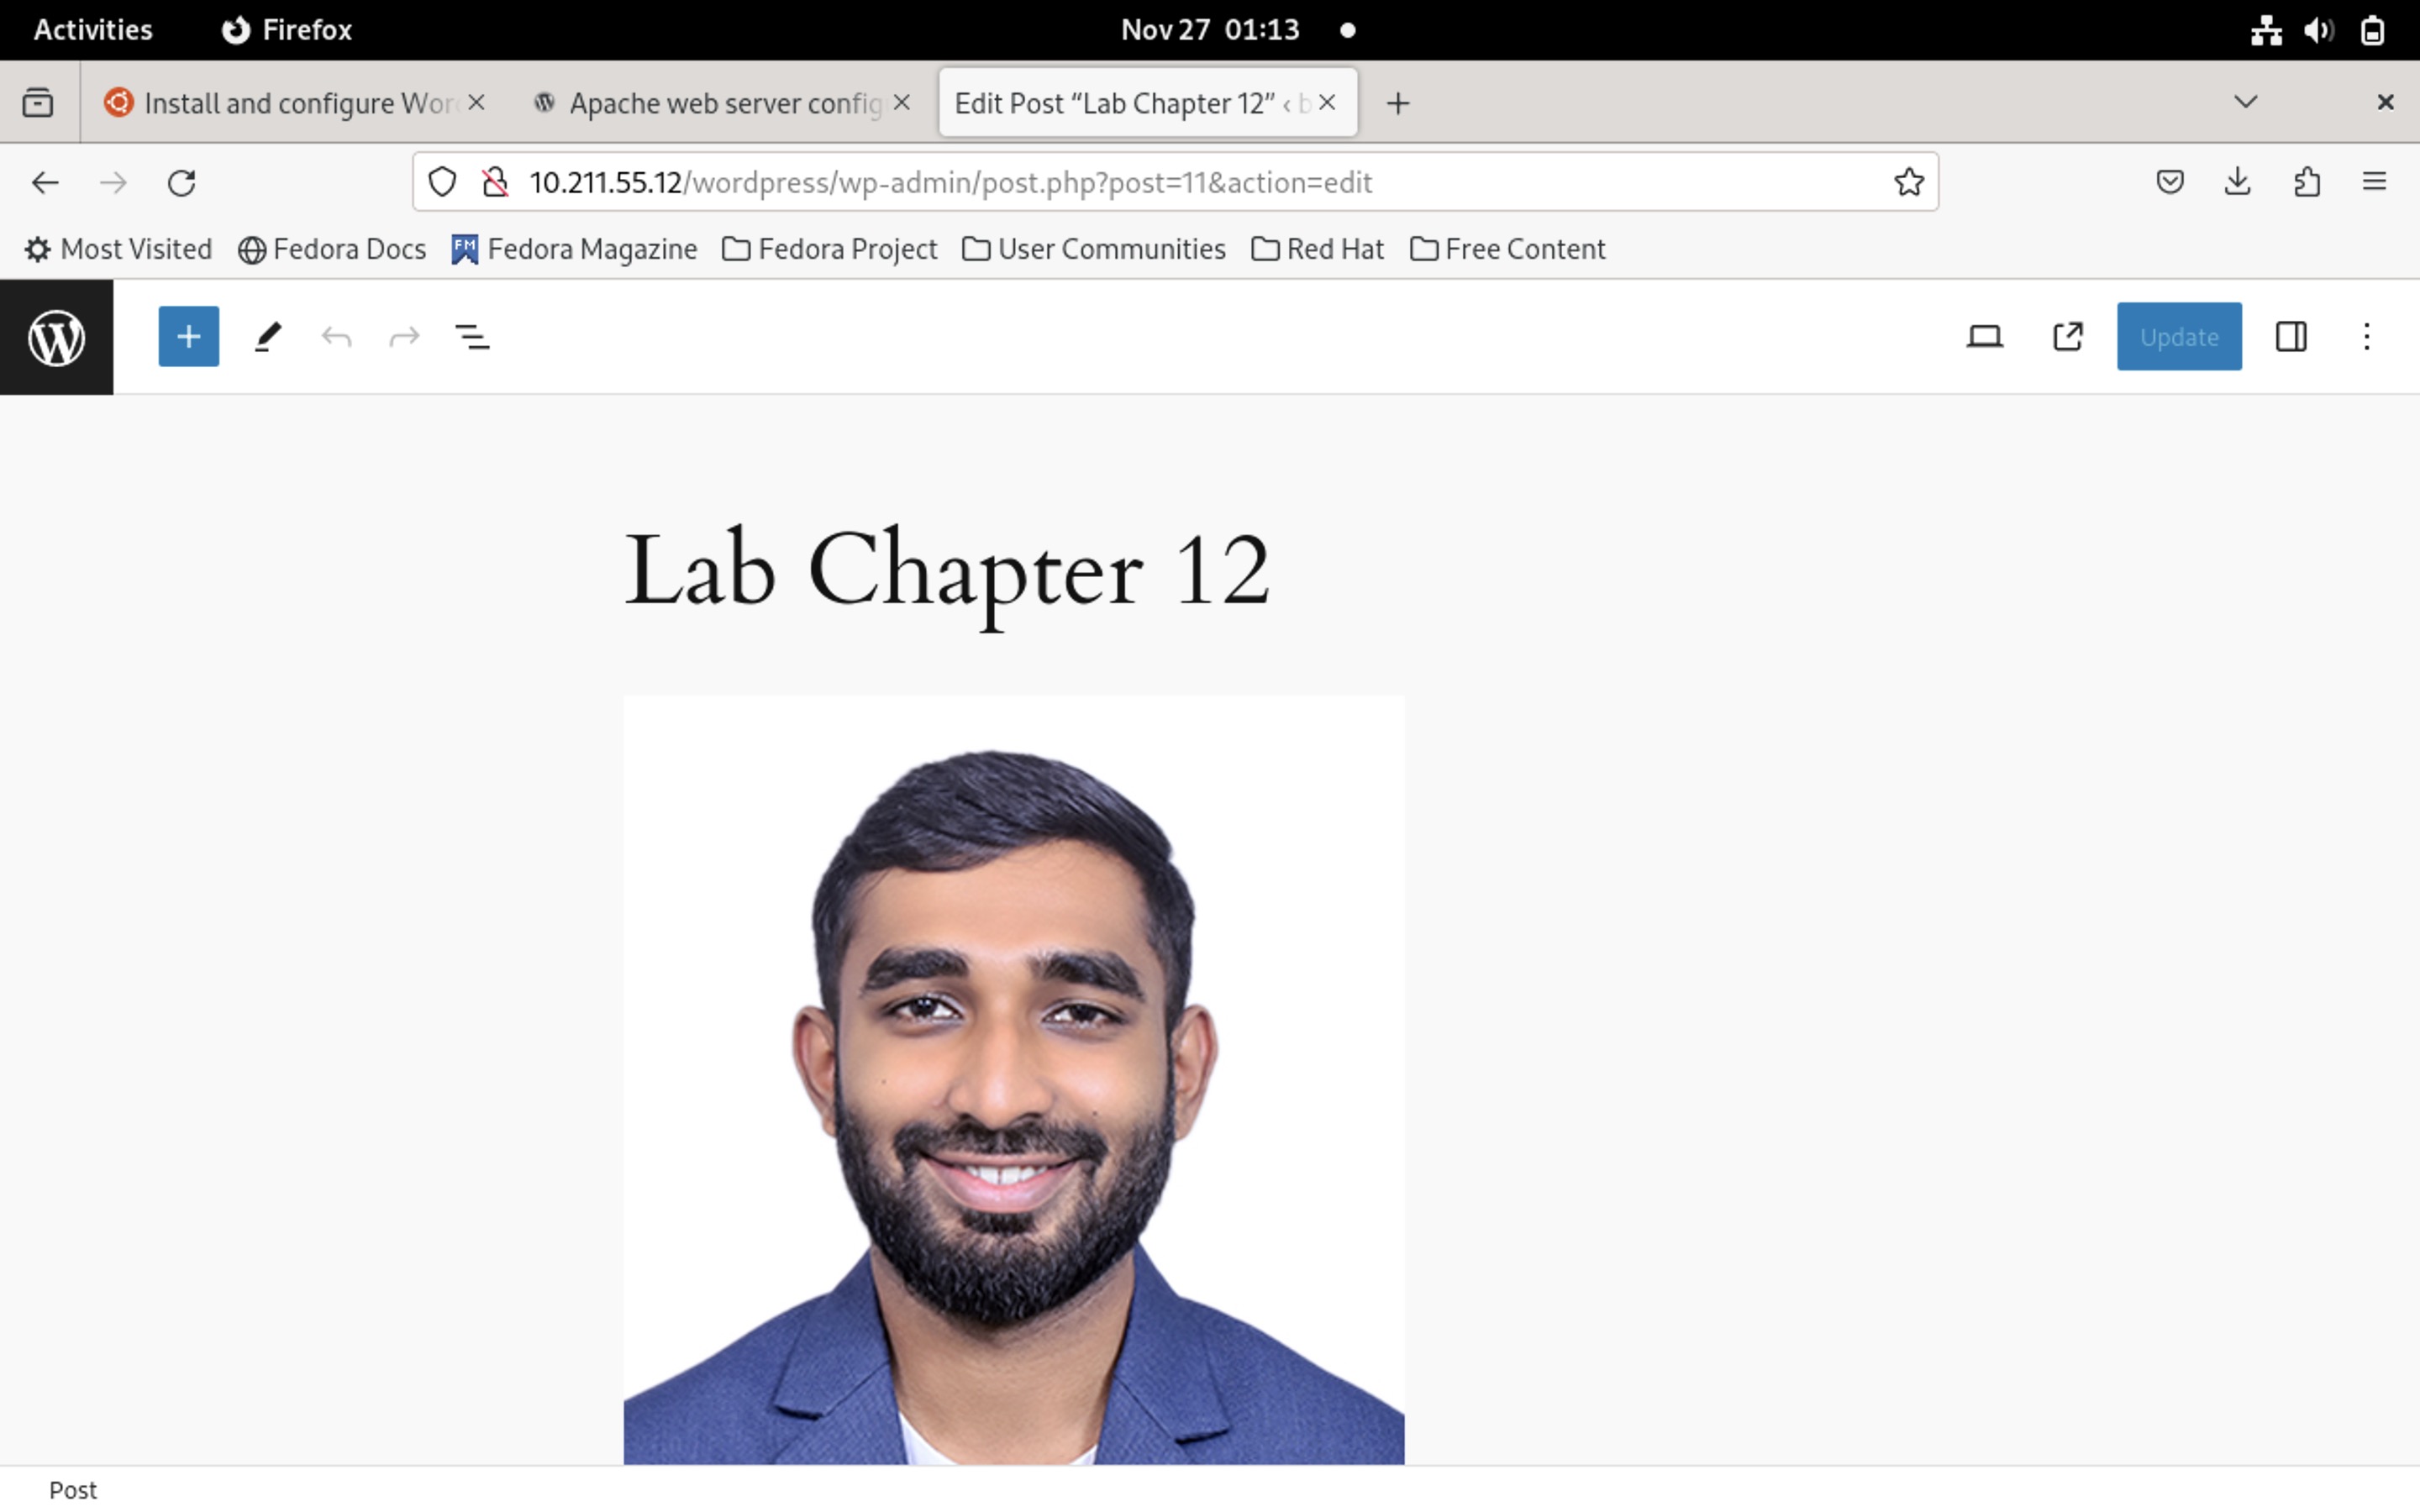 Activities Firefox Nov 27 01:13
Install and configure Wor Apache web server config Edit Post “Lab Chapter 12” ‹ b
10.211.55.12/wordpress/wp-admin/post.php?post=11&action=edit
Most Visited Fedora Docs FM Fedora Magazine Fedora Project User Communities Red Hat Free Content
Update
Lab Chapter 12
Post